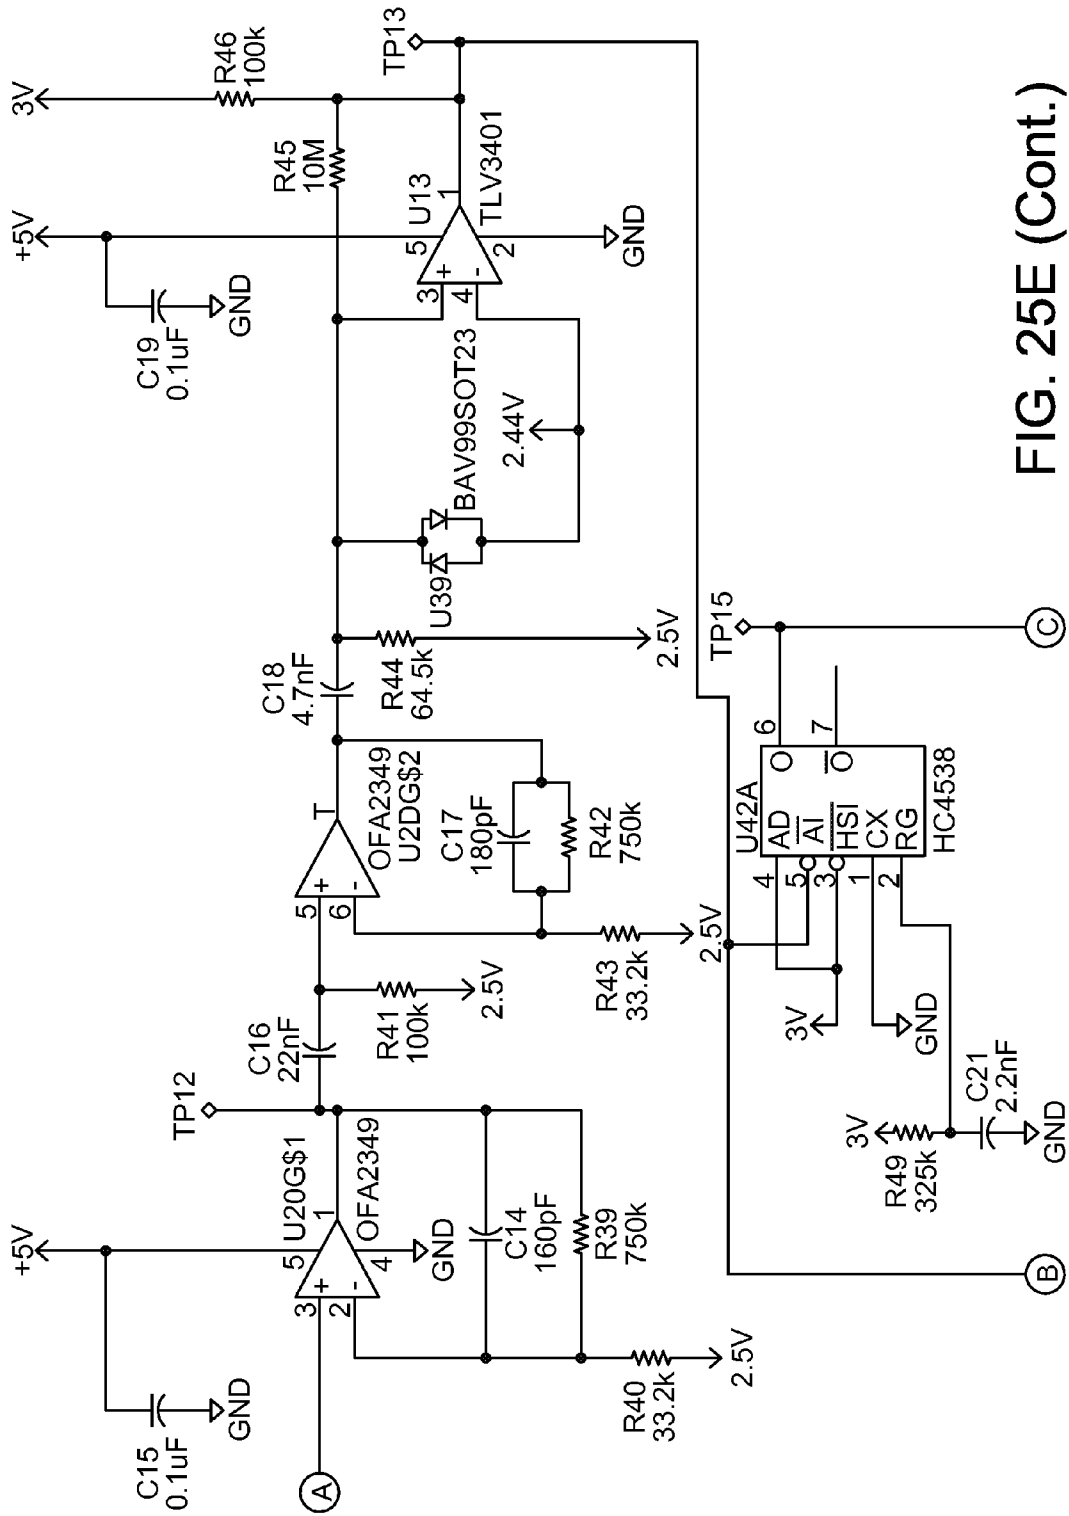 +5V
C15
0.1uF
GND
A
3
2
+
-
5
4
1
U20G$1
OFA2349
GND
TP12
C14
160pF
R39
750k
R40
33.2k
2.5V
C16
22nF
R41
100k
2.5V
5
6
+
-
T
OFA2349
U2DG$2
C17
180pF
R42
750k
R43
33.2k
2.5V
C18
4.7nF
R44
64.5k
2.5V
U39
BAV99SOT23
2.44V
+5V
C19
0.1uF
GND
3
4
+
-
5
2
1
U13
TLV3401
GND
R45
10M
3V
R46
100k
TP13
B
3V
R49
325k
C21
2.2nF
GND
3V
GND
4
5
3
1
2
U42A
AD
AI
HSI
CX
RG
O
O
6
7
HC4538
TP15
C
FIG. 25E (Cont.)